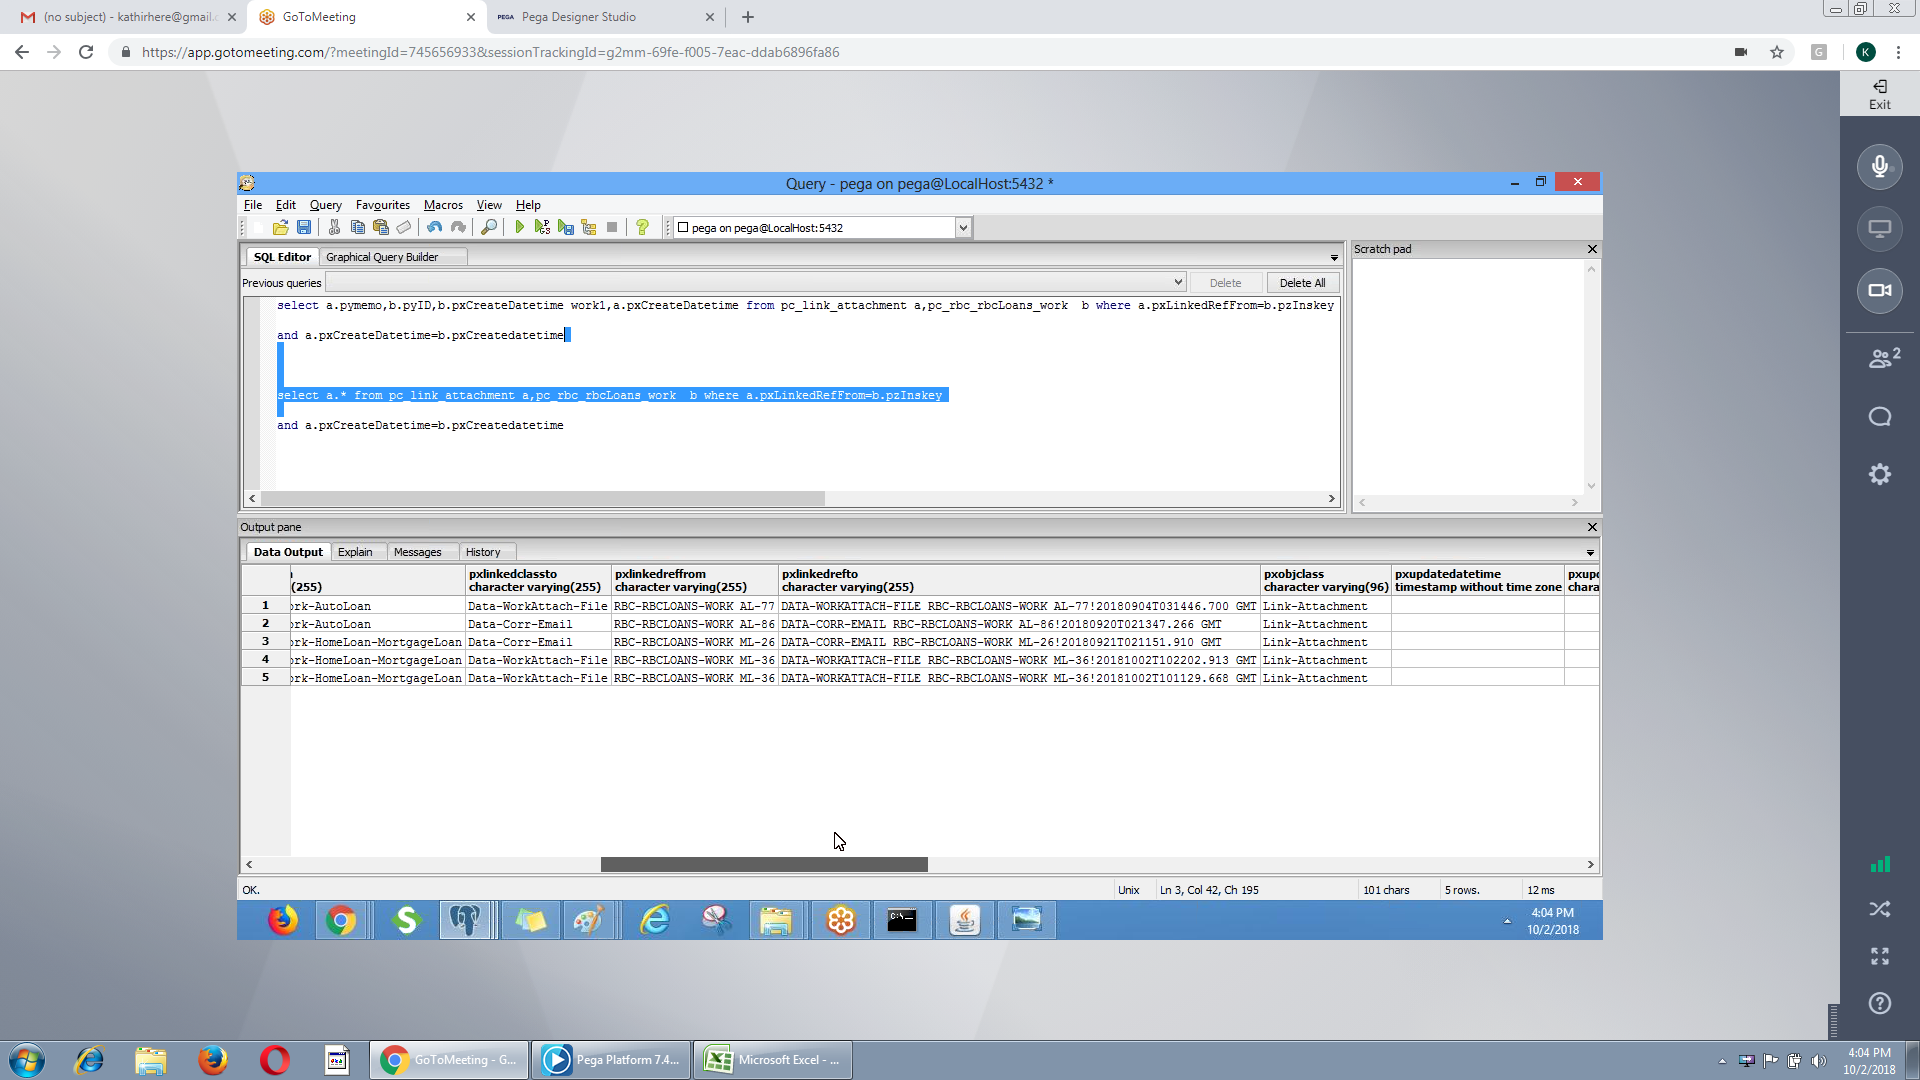 (no subject) - kathirhere@gmail.c
GoToMeeting
PEGA Pega Designer Studio
https://app.gotomeeting.com/?meetingId=745656933&sessionTrackingId=g2mm-69fe-f005-7eac-ddab6896fa86
G
K
Exit
Query - pega on pega@LocalHost:5432 *
File Edit Query Favourites Macros View Help
pega on pega@LocalHost:5432
SQL Editor Graphical Query Builder
Scratch pad
Previous queries
Delete
Delete All
select a.pymemo,b.pyID,b.pxCreateDatetime work1,a.pxCreateDatetime from pc_link_attachment a,pc_rbc_rbcLoans_work  b where a.pxLinkedRefFrom=b.pzInskey
and a.pxCreateDatetime=b.pxCreatedatetime
select a.* from pc_link_attachment a,pc_rbc_rbcLoans_work  b where a.pxLinkedRefFrom=b.pzInskey
and a.pxCreateDatetime=b.pxCreatedatetime
2
Output pane
Data Output Explain Messages History
pxlinkedclassto pxlinkedreffrom pxlinkedrefto pxobjclass pxupdatedatetime pxup
(255) character varying(255) character varying(255) character varying(255) character varying(96) timestamp without time zone chara
1 ork-AutoLoan Data-WorkAttach-File RBC-RBCLOANS-WORK AL-77 DATA-WORKATTACH-FILE RBC-RBCLOANS-WORK AL-77!20180904T031446.700 GMT Link-Attachment
2 ork-AutoLoan Data-Corr-Email RBC-RBCLOANS-WORK AL-86 DATA-CORR-EMAIL RBC-RBCLOANS-WORK AL-86!20180920T021347.266 GMT Link-Attachment
3 ork-HomeLoan-MortgageLoan Data-Corr-Email RBC-RBCLOANS-WORK ML-26 DATA-CORR-EMAIL RBC-RBCLOANS-WORK ML-26!20180921T021151.910 GMT Link-Attachment
4 ork-HomeLoan-MortgageLoan Data-WorkAttach-File RBC-RBCLOANS-WORK ML-36 DATA-WORKATTACH-FILE RBC-RBCLOANS-WORK ML-36!20181002T102202.913 GMT Link-Attachment
5 ork-HomeLoan-MortgageLoan Data-WorkAttach-File RBC-RBCLOANS-WORK ML-36 DATA-WORKATTACH-FILE RBC-RBCLOANS-WORK ML-36!20181002T101129.668 GMT Link-Attachment
OK. Unix Ln 3, Col 42, Ch 195 101 chars 5 rows. 12 ms
4:04 PM
10/2/2018
GoToMeeting - G...
Pega Platform 7.4...
Microsoft Excel - ...
4:04 PM
10/2/2018